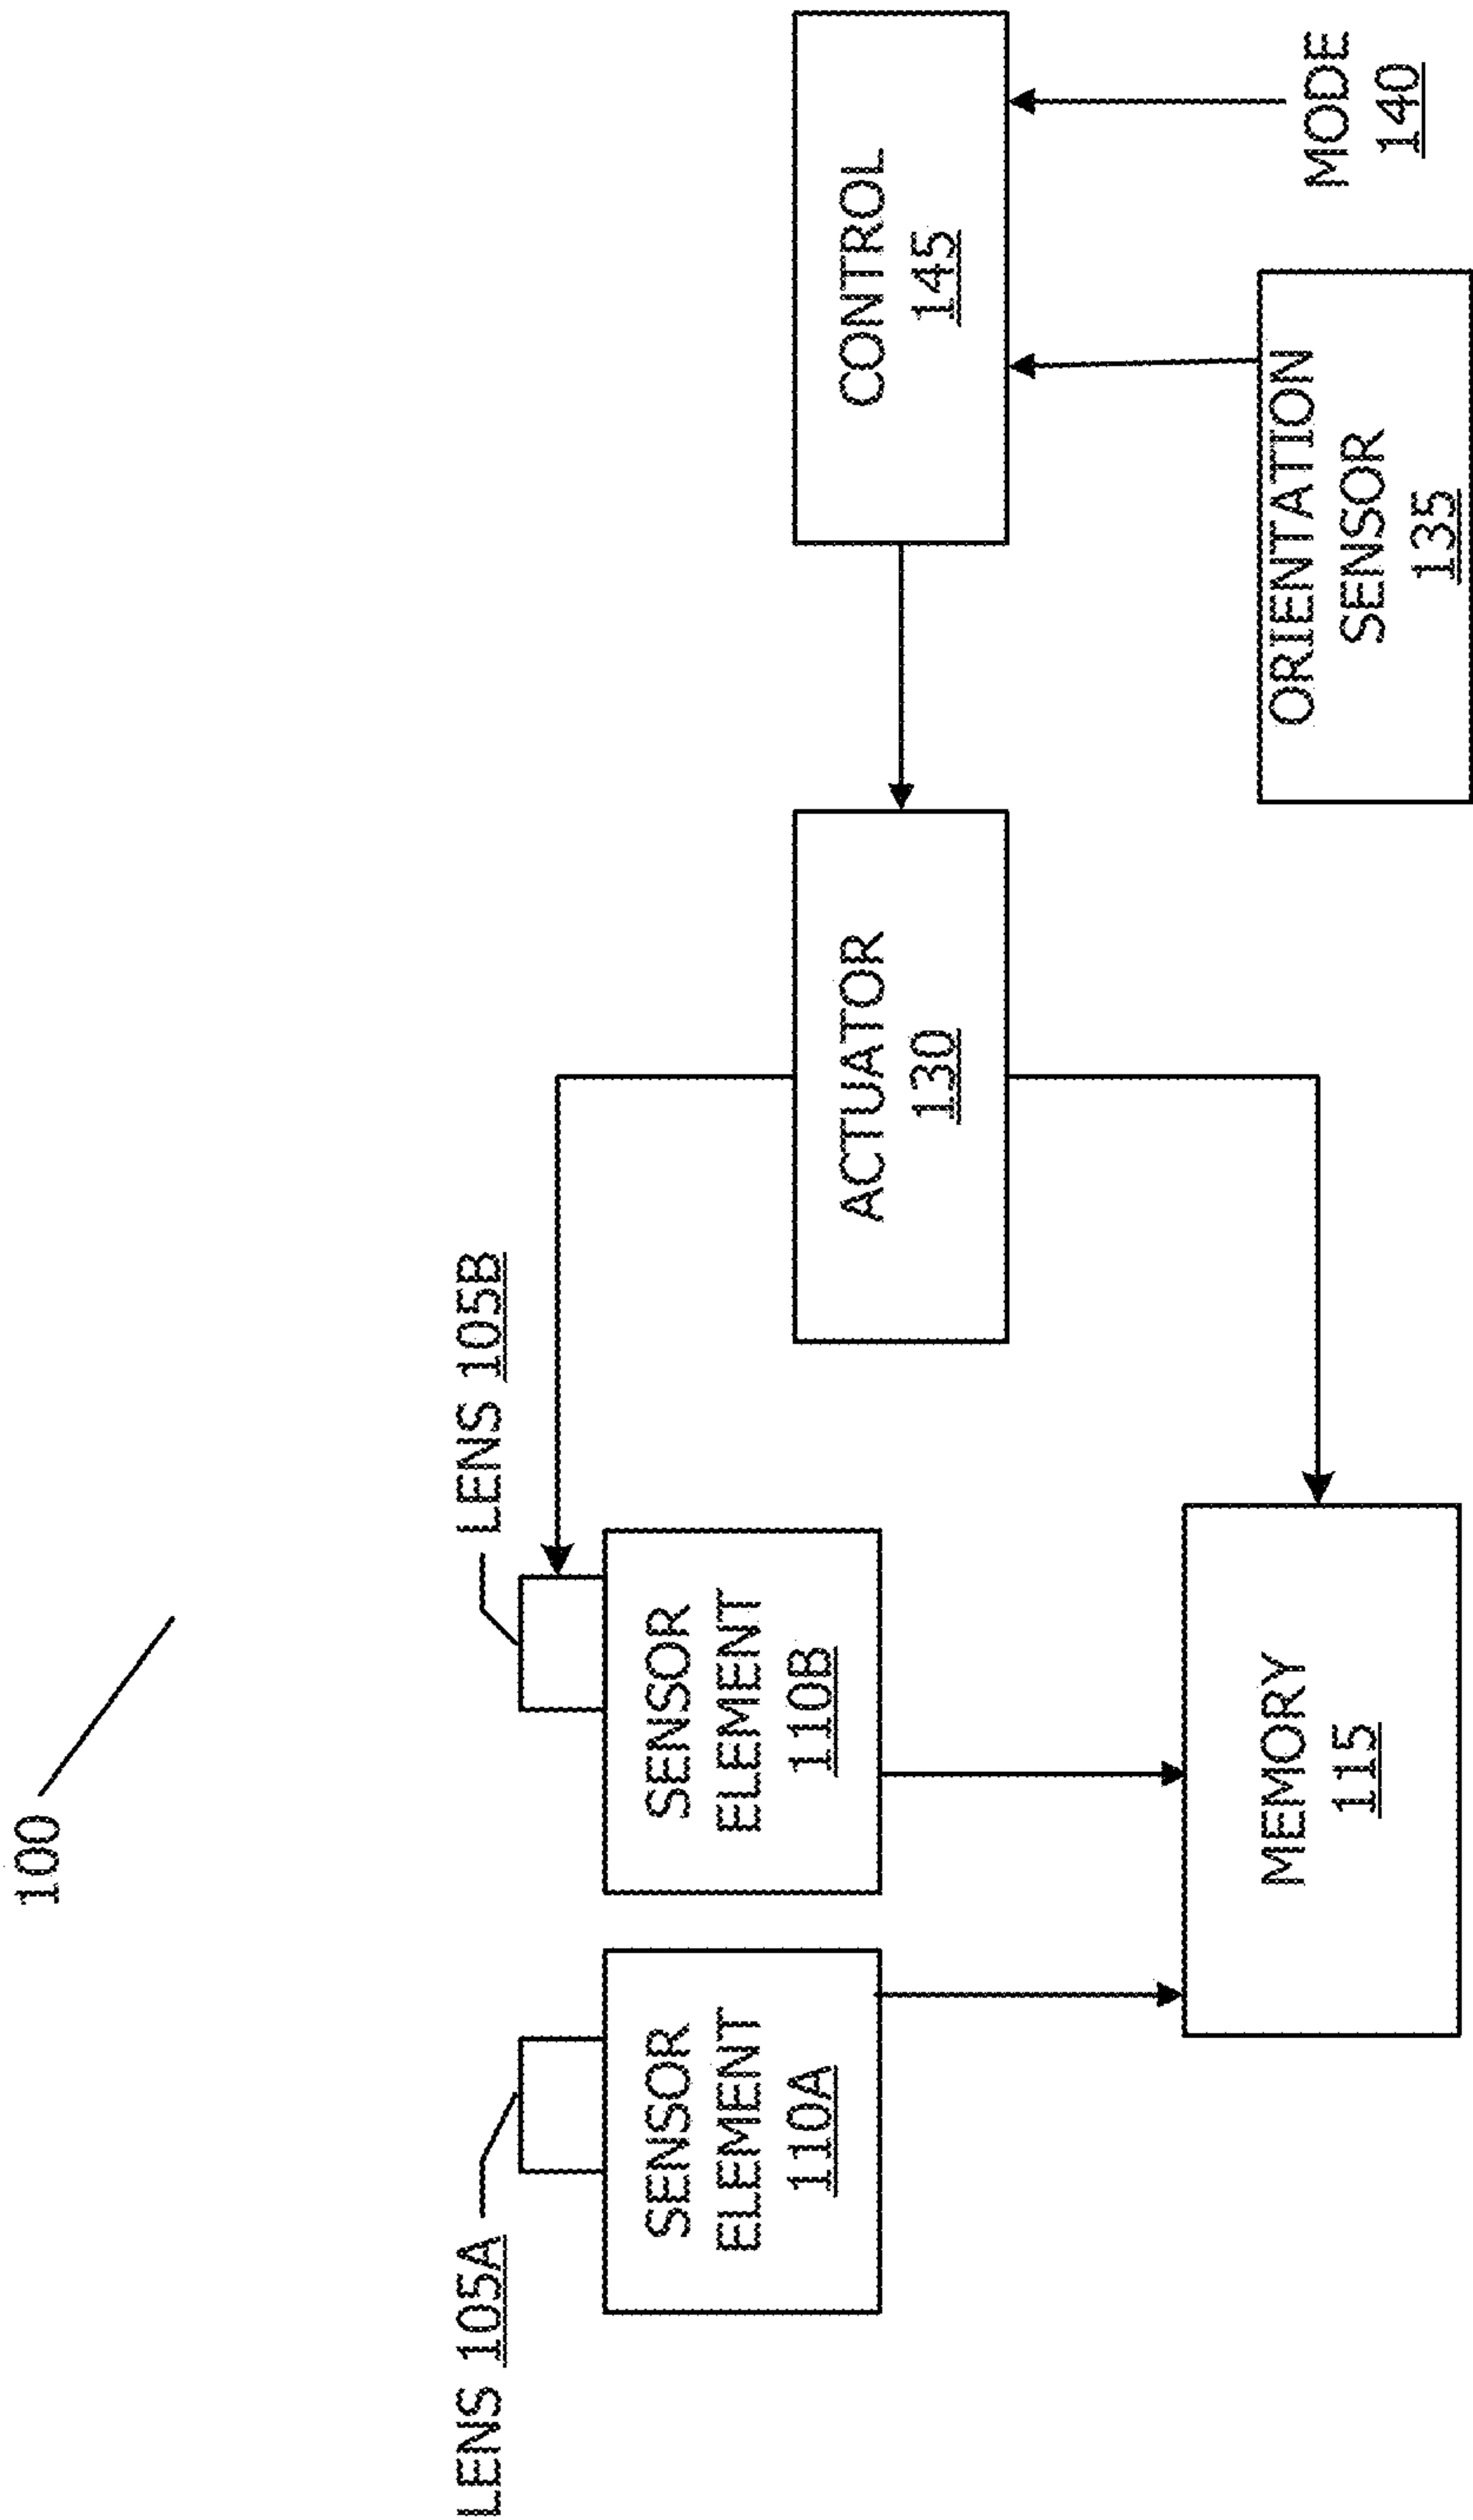 100
LENS 105A
LENS 105B
SENSOR
ELEMENT
110A
SENSOR
ELEMENT
110B
ACTUATOR
130
CONTROL
145
MEMORY
115
ORIENTATION
SENSOR
135
MODE
140